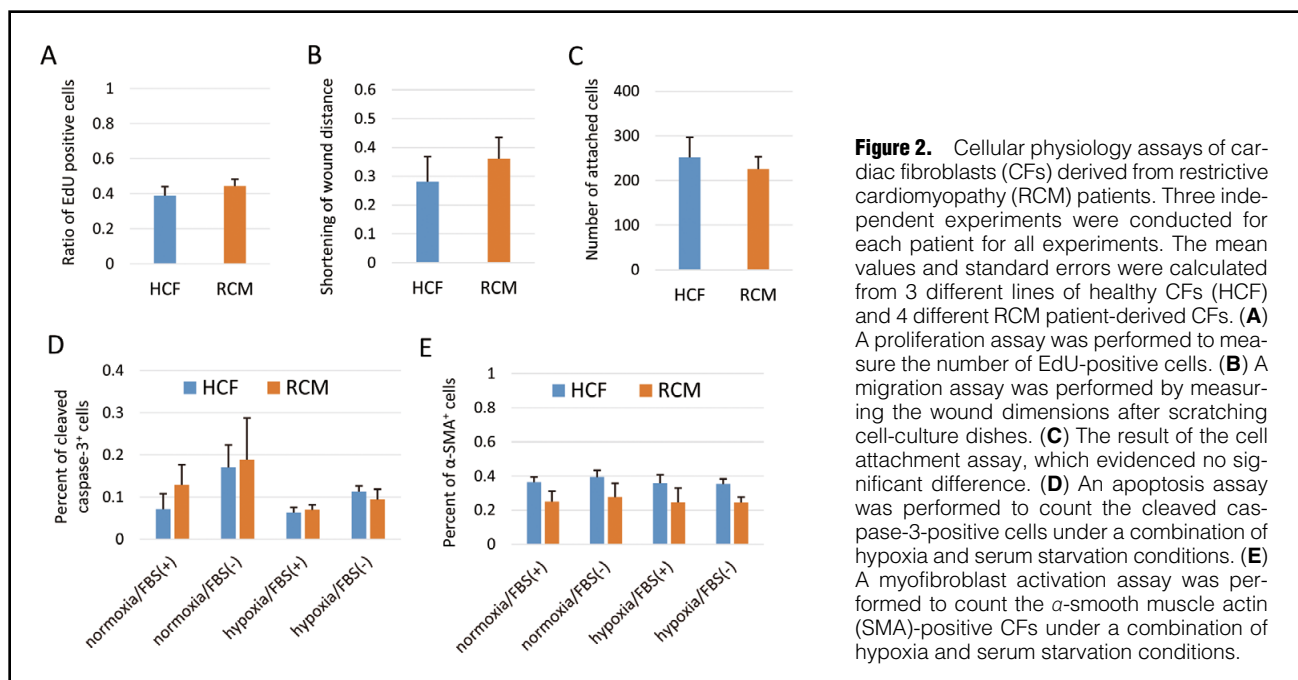 A
Ratio of EdU positive cells
1
0.8
0.6
0.4
0.2
0
HCF RCM
B
Shortening of wound distance
0.6
0.5
0.4
0.3
0.2
0.1
0
HCF RCM
C
Number of attached cells
400
300
200
100
0
HCF RCM
D
HCF RCM
Percent of cleaved
caspase-3⁺ cells
0.4
0.3
0.2
0.1
0
normoxia/FBS(+)
normoxia/FBS(-)
hypoxia/FBS(+)
hypoxia/FBS(-)
E
HCF RCM
Percent of α-SMA⁺ cells
1
0.8
0.6
0.4
0.2
0
normoxia/FBS(+)
normoxia/FBS(-)
hypoxia/FBS(+)
hypoxia/FBS(-)
Figure 2. Cellular physiology assays of car-
diac fibroblasts (CFs) derived from restrictive
cardiomyopathy (RCM) patients. Three inde-
pendent experiments were conducted for
each patient for all experiments. The mean
values and standard errors were calculated
from 3 different lines of healthy CFs (HCF)
and 4 different RCM patient-derived CFs. (A)
A proliferation assay was performed to mea-
sure the number of EdU-positive cells. (B) A
migration assay was performed by measur-
ing the wound dimensions after scratching
cell-culture dishes. (C) The result of the cell
attachment assay, which evidenced no sig-
nificant difference. (D) An apoptosis assay
was performed to count the cleaved cas-
pase-3-positive cells under a combination of
hypoxia and serum starvation conditions. (E)
A myofibroblast activation assay was per-
formed to count the α-smooth muscle actin
(SMA)-positive CFs under a combination of
hypoxia and serum starvation conditions.